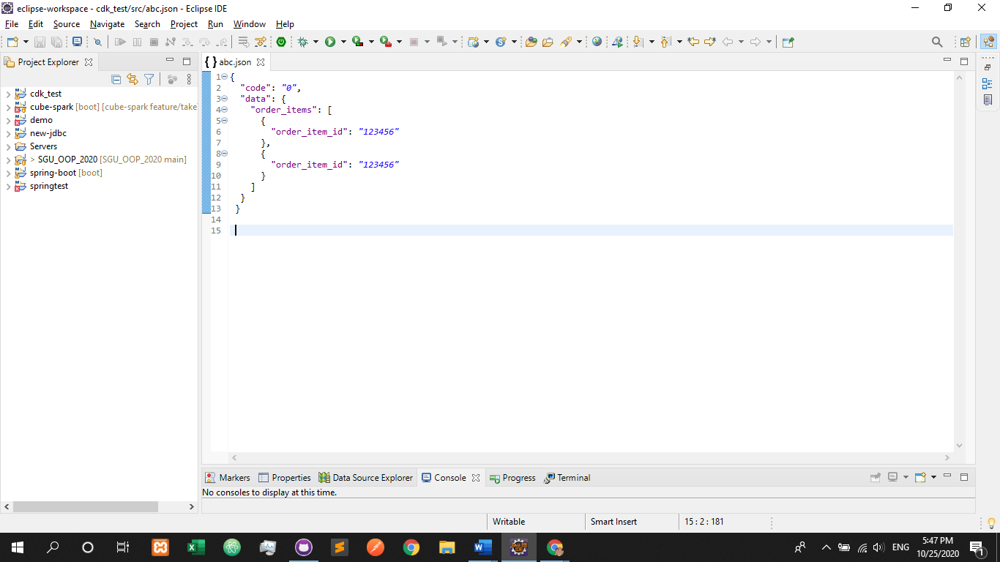 eclipse-workspace - cdk_test/src/abc.json - Eclipse IDE
File Edit Source Navigate Search Project Run Window Help
Project Explorer
cdk_test
cube-spark [boot] [cube-spark feature/take
demo
new-jdbc
Servers
> SGU_OOP_2020 [SGU_OOP_2020 main]
spring-boot [boot]
springtest
{ } abc.json
1 {
2 "code": "0",
3 "data": {
4 "order_items": [
5 {
6 "order_item_id": "123456"
7 },
8 {
9 "order_item_id": "123456"
10 }
11 ]
12 }
13 }
14
15
Markers Properties Data Source Explorer Console Progress Terminal
No consoles to display at this time.
Writable Smart Insert 15 : 2 : 181
ENG
5:47 PM
10/25/2020
1